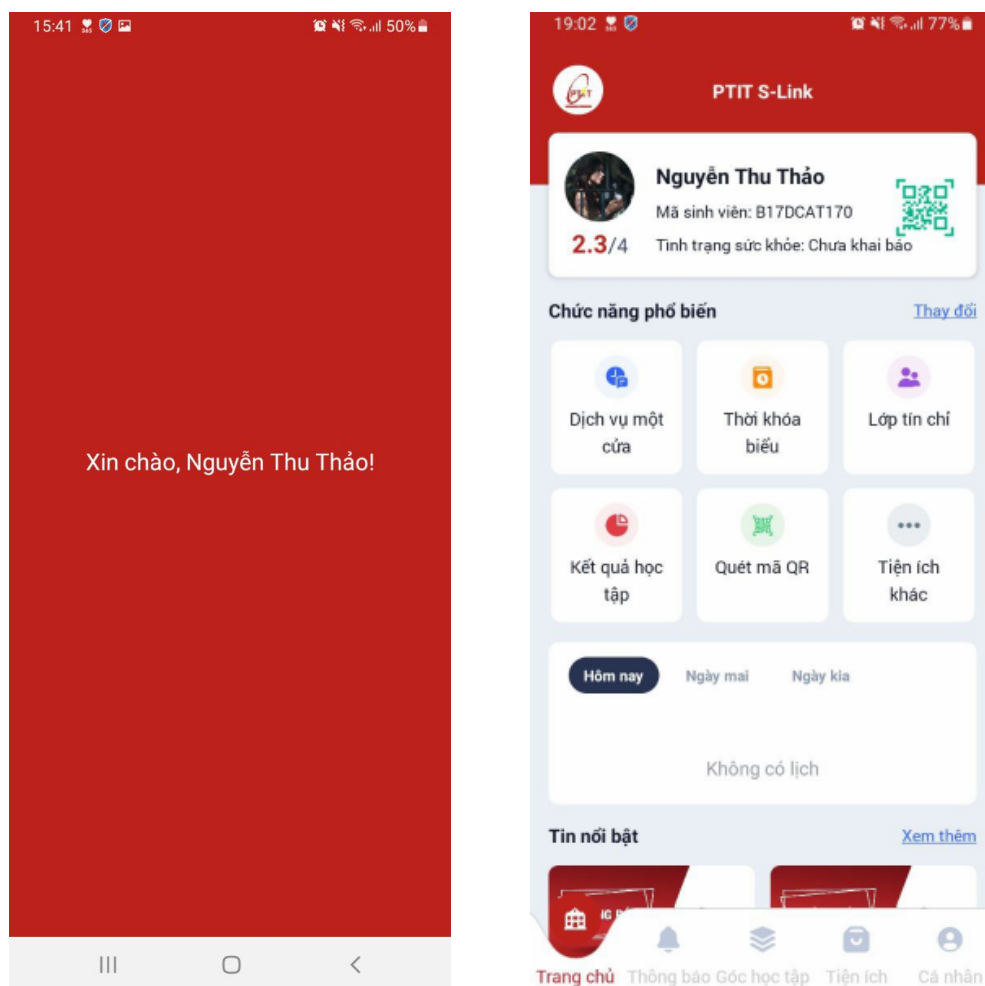 15:41
50%
Xin chào, Nguyễn Thu Thảo!
19:02
77%
PTIT
PTIT S-Link
Nguyễn Thu Thảo
Mã sinh viên: B17DCAT170
2.3/4
Tình trạng sức khỏe: Chưa khai báo
Chức năng phổ biến
Thay đổi
Dịch vụ một
cửa
Thời khóa
biểu
Lớp tín chỉ
Kết quả học
tập
Quét mã QR
Tiện ích
khác
Hôm nay
Ngày mai
Ngày kia
Không có lịch
Tin nổi bật
Xem thêm
Trang chủ
Thông báo
Góc học tập
Tiện ích
Cá nhân